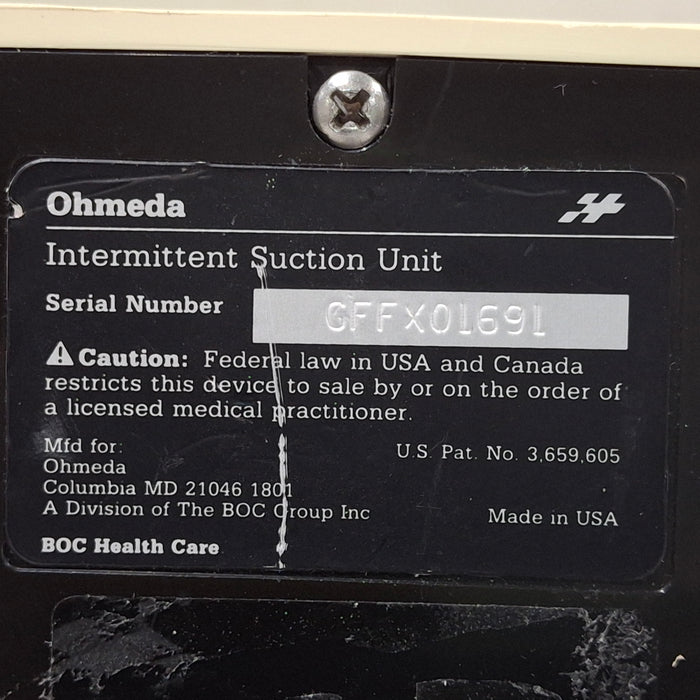 Ohmeda
Intermittent Suction Unit
Serial Number GFFX01691
⚠ Caution: Federal law in USA and Canada
restricts this device to sale by or on the order of
a licensed medical practitioner.
Mfd for:
Ohmeda
Columbia MD 21046 1801
A Division of The BOC Group Inc
BOC Health Care
U.S. Pat. No. 3,659,605
Made in USA